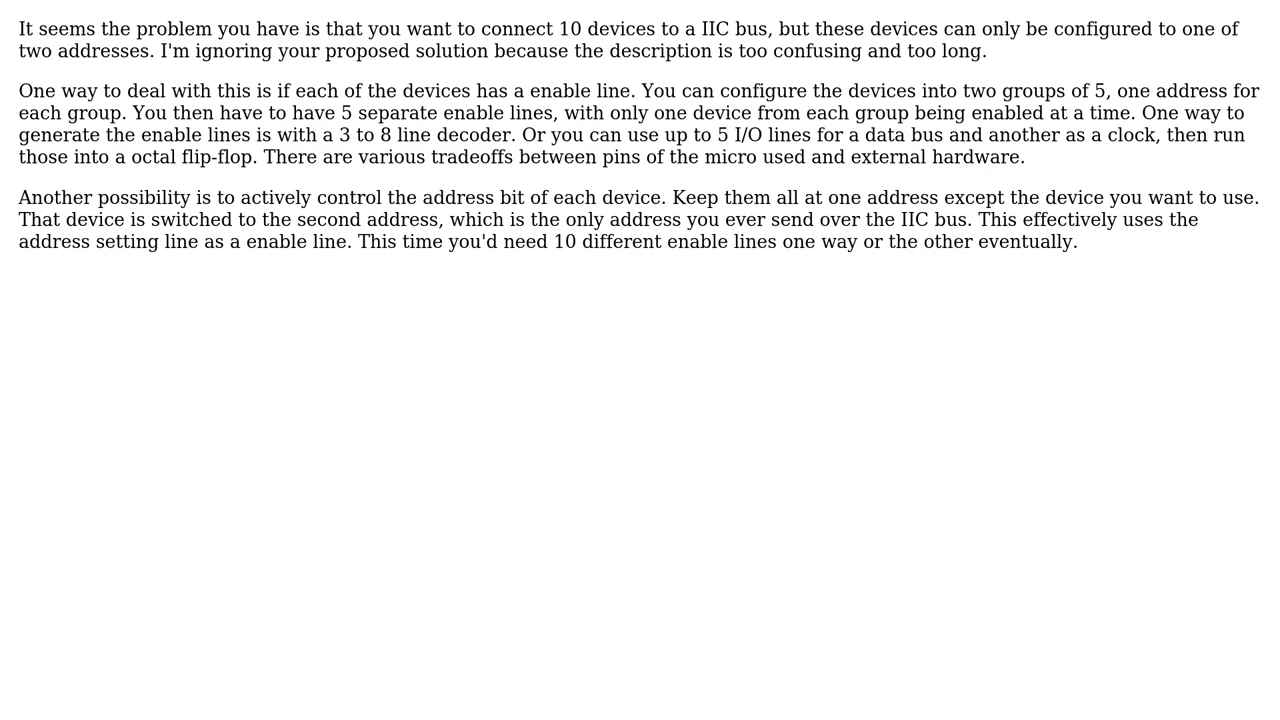 It seems the problem you have is that you want to connect 10 devices to a IIC bus, but these devices can only be configured to one of
two addresses. I'm ignoring your proposed solution because the description is too confusing and too long.
One way to deal with this is if each of the devices has a enable line. You can configure the devices into two groups of 5, one address for
each group. You then have to have 5 separate enable lines, with only one device from each group being enabled at a time. One way to
generate the enable lines is with a 3 to 8 line decoder. Or you can use up to 5 I/O lines for a data bus and another as a clock, then run
those into a octal flip-flop. There are various tradeoffs between pins of the micro used and external hardware.
Another possibility is to actively control the address bit of each device. Keep them all at one address except the device you want to use.
That device is switched to the second address, which is the only address you ever send over the IIC bus. This effectively uses the
address setting line as a enable line. This time you'd need 10 different enable lines one way or the other eventually.